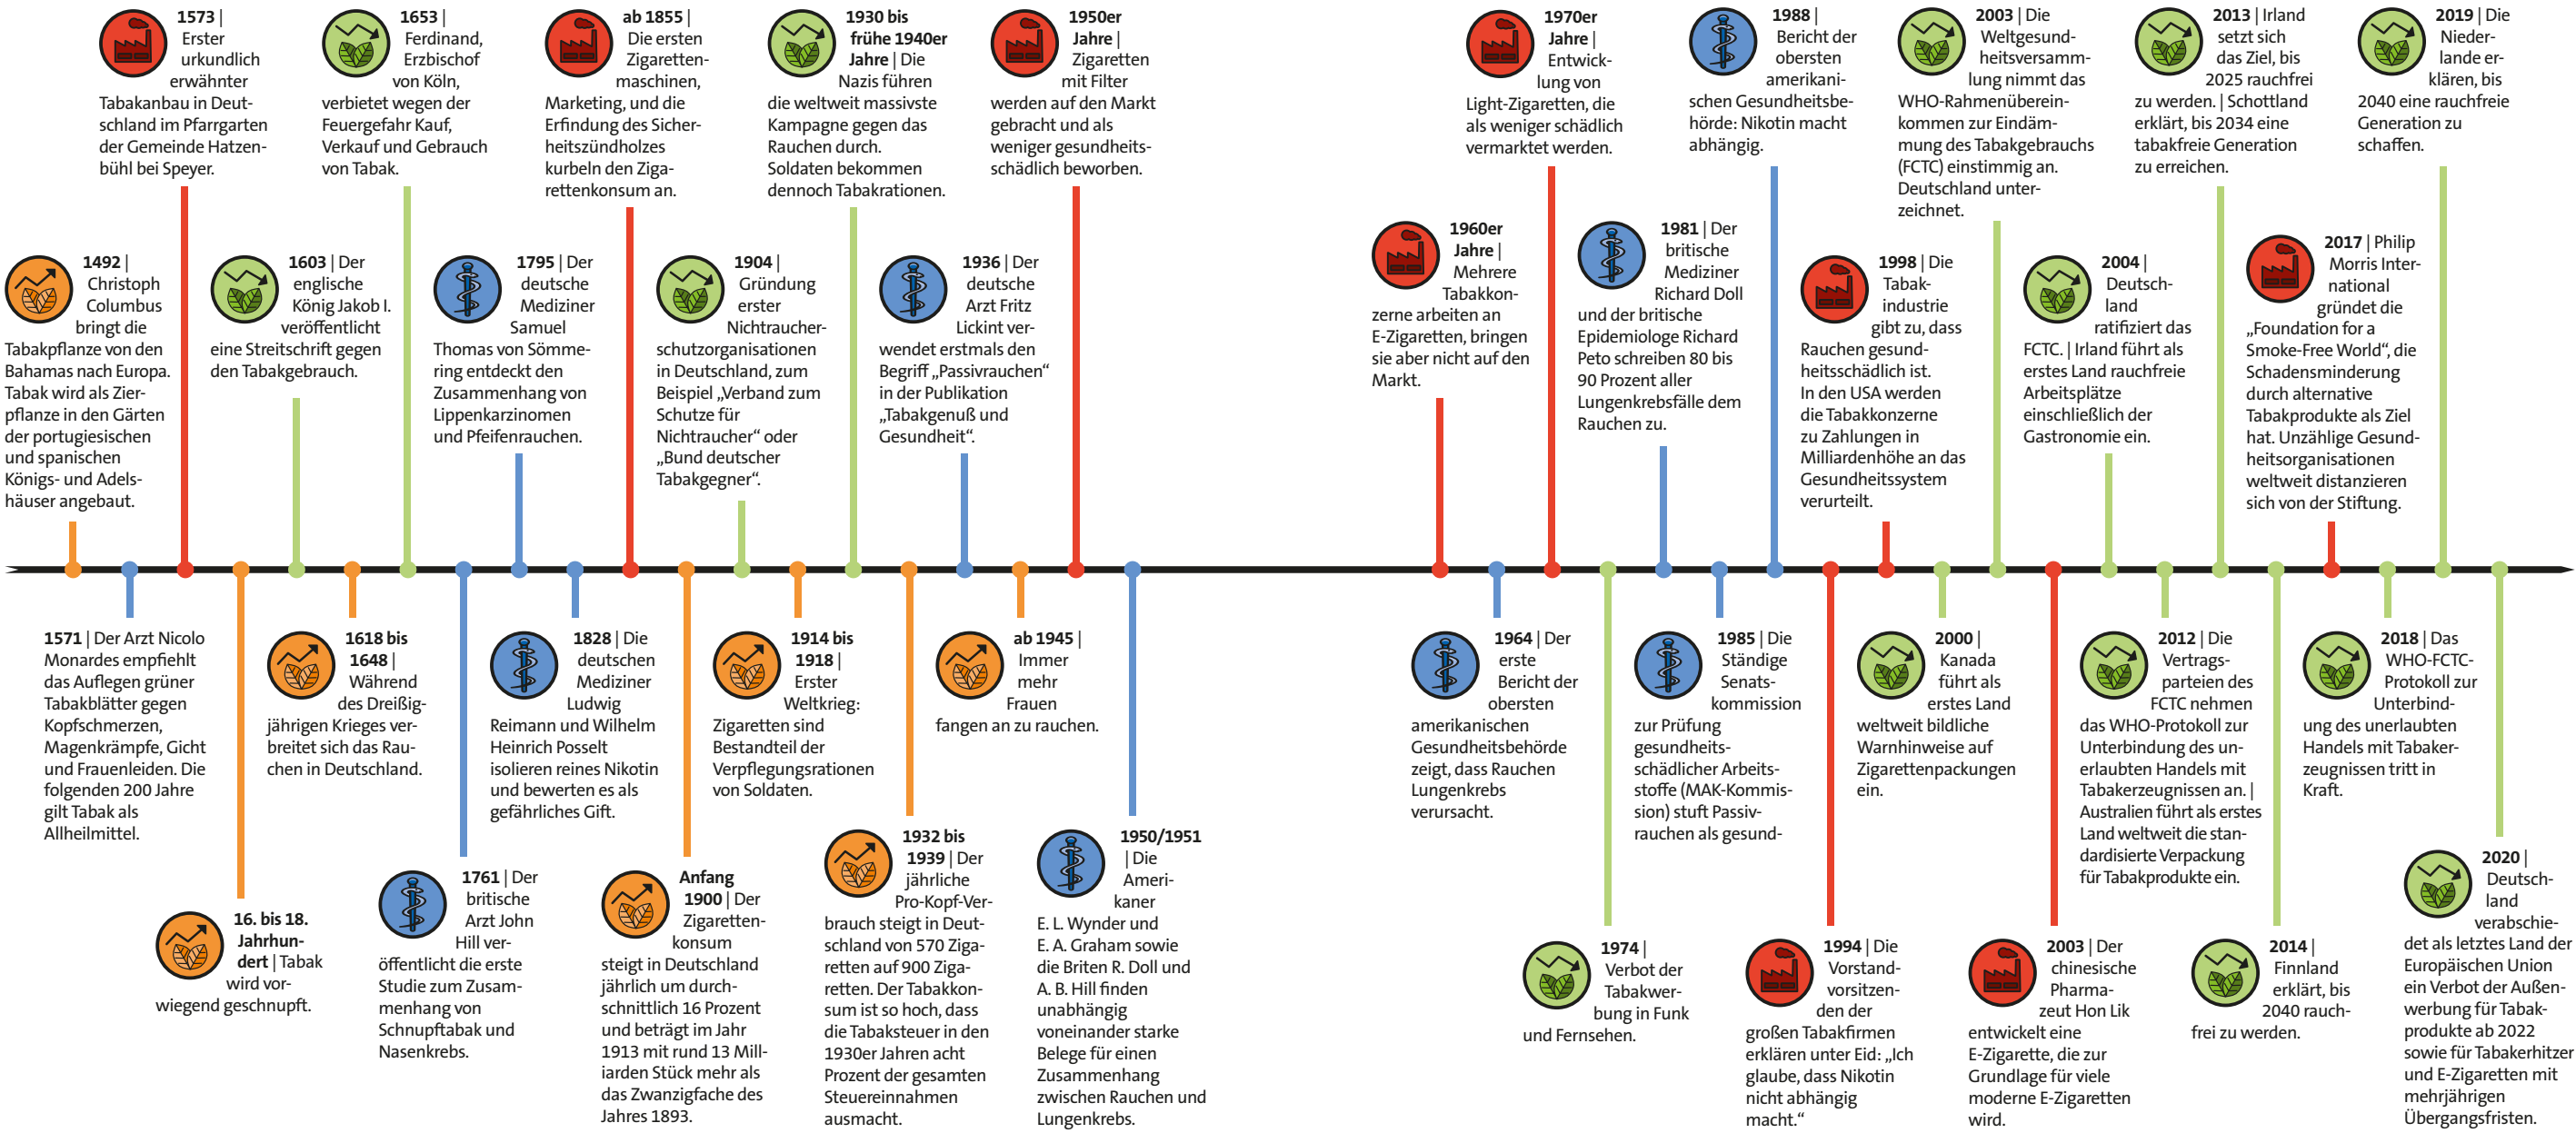 1492 |
Christoph
Columbus
bringt die
Tabakpflanze von den
Bahamas nach Europa.
Tabak wird als Zier-
pflanze in den Gärten
der portugiesischen
und spanischen
Königs- und Adels-
häuser angebaut.
1571 | Der Arzt Nicolo
Monardes empfiehlt
das Auflegen grüner
Tabakblätter gegen
Kopfschmerzen,
Magenkrämpfe, Gicht
und Frauenleiden. Die
folgenden 200 Jahre
gilt Tabak als
Allheilmittel.
1573 |
Erster
urkundlich
erwähnter
Tabakanbau in Deut-
schland im Pfarrgarten
der Gemeinde Hatzen-
bühl bei Speyer.
16. bis 18.
Jahrhun-
dert | Tabak
wird vor-
wiegend geschnupft.
1603 | Der
englische
König Jakob I.
veröffentlicht
eine Streitschrift gegen
den Tabakgebrauch.
1618 bis
1648 |
Während
des Dreißig-
jährigen Krieges ver-
breitet sich das Rau-
chen in Deutschland.
1653 |
Ferdinand,
Erzbischof
von Köln,
verbietet wegen der
Feuergefahr Kauf,
Verkauf und Gebrauch
von Tabak.
1761 | Der
britische
Arzt John
Hill ver-
öffentlicht die erste
Studie zum Zusam-
menhang von
Schnupftabak und
Nasenkrebs.
1795 | Der
deutsche
Mediziner
Samuel
Thomas von Sömme-
ring entdeckt den
Zusammenhang von
Lippenkarzinomen
und Pfeifenrauchen.
1828 | Die
deutschen
Mediziner
Ludwig
Reimann und Wilhelm
Heinrich Posselt
isolieren reines Nikotin
und bewerten es als
gefährliches Gift.
ab 1855 |
Die ersten
Zigaretten-
maschinen,
Marketing, und die
Erfindung des Sicher-
heitszündholzes
kurbeln den Ziga-
rettenkonsum an.
Anfang
1900 | Der
Zigaretten-
konsum
steigt in Deutschland
jährlich um durch-
schnittlich 16 Prozent
und beträgt im Jahr
1913 mit rund 13 Mill-
iarden Stück mehr als
das Zwanzigfache des
Jahres 1893.
1904 |
Gründung
erster
Nichtraucher-
schutzorganisationen
in Deutschland, zum
Beispiel „Verband zum
Schutze für
Nichtraucher“ oder
„Bund deutscher
Tabakgegner“.
1914 bis
1918 |
Erster
Weltkrieg:
Zigaretten sind
Bestandteil der
Verpflegungsrationen
von Soldaten.
1930 bis
frühe 1940er
Jahre | Die
Nazis führen
die weltweit massivste
Kampagne gegen das
Rauchen durch.
Soldaten bekommen
dennoch Tabakrationen.
1932 bis
1939 | Der
jährliche
Pro-Kopf-Ver-
brauch steigt in Deut-
schland von 570 Ziga-
retten auf 900 Ziga-
retten. Der Tabakkon-
sum ist so hoch, dass
die Tabaksteuer in den
1930er Jahren acht
Prozent der gesamten
Steuereinnahmen
ausmacht.
1936 | Der
deutsche
Arzt Fritz
Lickint ver-
wendet erstmals den
Begriff „Passivrauchen“
in der Publikation
„Tabakgenuß und
Gesundheit“.
ab 1945 |
Immer
mehr
Frauen
fangen an zu rauchen.
1950er
Jahre |
Zigaretten
mit Filter
werden auf den Markt
gebracht und als
weniger gesundheits-
schädlich beworben.
1950/1951
| Die
Ameri-
kaner
E. L. Wynder und
E. A. Graham sowie
die Briten R. Doll und
A. B. Hill finden
unabhängig
voneinander starke
Belege für einen
Zusammenhang
zwischen Rauchen und
Lungenkrebs.
1960er
Jahre |
Mehrere
Tabakkon-
zerne arbeiten an
E-Zigaretten, bringen
sie aber nicht auf den
Markt.
1964 | Der
erste
Bericht der
obersten
amerikanischen
Gesundheitsbehörde
zeigt, dass Rauchen
Lungenkrebs
verursacht.
1970er
Jahre |
Entwick-
lung von
Light-Zigaretten, die
als weniger schädlich
vermarktet werden.
1974 |
Verbot der
Tabakwer-
bung in Funk
und Fernsehen.
1981 | Der
britische
Mediziner
Richard Doll
und der britische
Epidemiologe Richard
Peto schreiben 80 bis
90 Prozent aller
Lungenkrebsfälle dem
Rauchen zu.
1985 | Die
Ständige
Senats-
kommission
zur Prüfung
gesundheits-
schädlicher Arbeits-
stoffe (MAK-Kommis-
sion) stuft Passiv-
rauchen als gesund-
1988 |
Bericht der
obersten
amerikani-
schen Gesundheitsbe-
hörde: Nikotin macht
abhängig.
1994 | Die
Vorstand-
vorsitzen-
den der
großen Tabakfirmen
erklären unter Eid: „Ich
glaube, dass Nikotin
nicht abhängig
macht.“
1998 | Die
Tabak-
industrie
gibt zu, dass
Rauchen gesund-
heitsschädlich ist.
In den USA werden
die Tabakkonzerne
zu Zahlungen in
Milliardenhöhe an das
Gesundheitssystem
verurteilt.
2000 |
Kanada
führt als
erstes Land
weltweit bildliche
Warnhinweise auf
Zigarettenpackungen
ein.
2003 | Die
Weltgesund-
heitsversamm-
lung nimmt das
WHO-Rahmenüberein-
kommen zur Eindäm-
mung des Tabakgebrauchs
(FCTC) einstimmig an.
Deutschland unter-
zeichnet.
2003 | Der
chinesische
Pharma-
zeut Hon Lik
entwickelt eine
E-Zigarette, die zur
Grundlage für viele
moderne E-Zigaretten
wird.
2004 |
Deutsch-
land
ratifiziert das
FCTC. | Irland führt als
erstes Land rauchfreie
Arbeitsplätze
einschließlich der
Gastronomie ein.
2012 | Die
Vertrags-
parteien des
FCTC nehmen
das WHO-Protokoll zur
Unterbindung des un-
erlaubten Handels mit
Tabakerzeugnissen an. |
Australien führt als erstes
Land weltweit die stan-
dardisierte Verpackung
für Tabakprodukte ein.
2013 | Irland
setzt sich
das Ziel, bis
2025 rauchfrei
zu werden. | Schottland
erklärt, bis 2034 eine
tabakfreie Generation
zu erreichen.
2014 |
Finnland
erklärt, bis
2040 rauch-
frei zu werden.
2017 | Philip
Morris Inter-
national
gründet die
„Foundation for a
Smoke-Free World“, die
Schadensminderung
durch alternative
Tabakprodukte als Ziel
hat. Unzählige Gesund-
heitsorganisationen
weltweit distanzieren
sich von der Stiftung.
2018 | Das
WHO-FCTC-
Protokoll zur
Unterbind-
ung des unerlaubten
Handels mit Tabaker-
zeugnissen tritt in
Kraft.
2019 | Die
Nieder-
lande er-
klären, bis
2040 eine rauchfreie
Generation zu
schaffen.
2020 |
Deutsch-
land
verabschie-
det als letztes Land der
Europäischen Union
ein Verbot der Außen-
werbung für Tabak-
produkte ab 2022
sowie für Tabakerhitzer
und E-Zigaretten mit
mehrjährigen
Übergangsfristen.